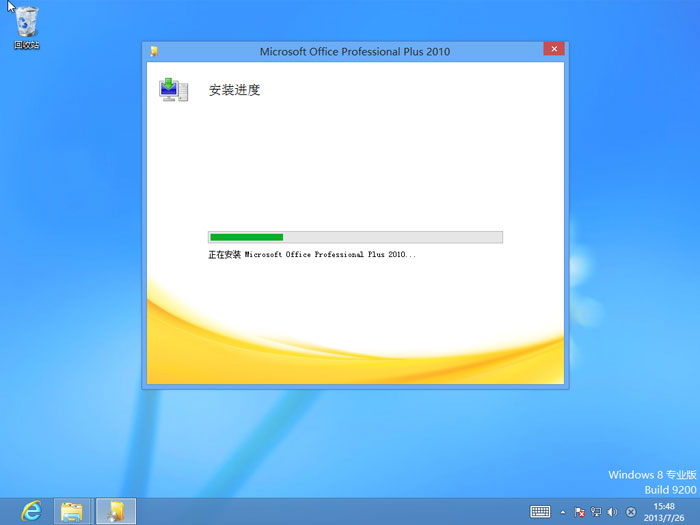 回收站
Microsoft Office Professional Plus 2010
安装进度
正在安装 Microsoft Office Professional Plus 2010...
Windows 8 专业版
Build 9200
15:48
2013/7/26